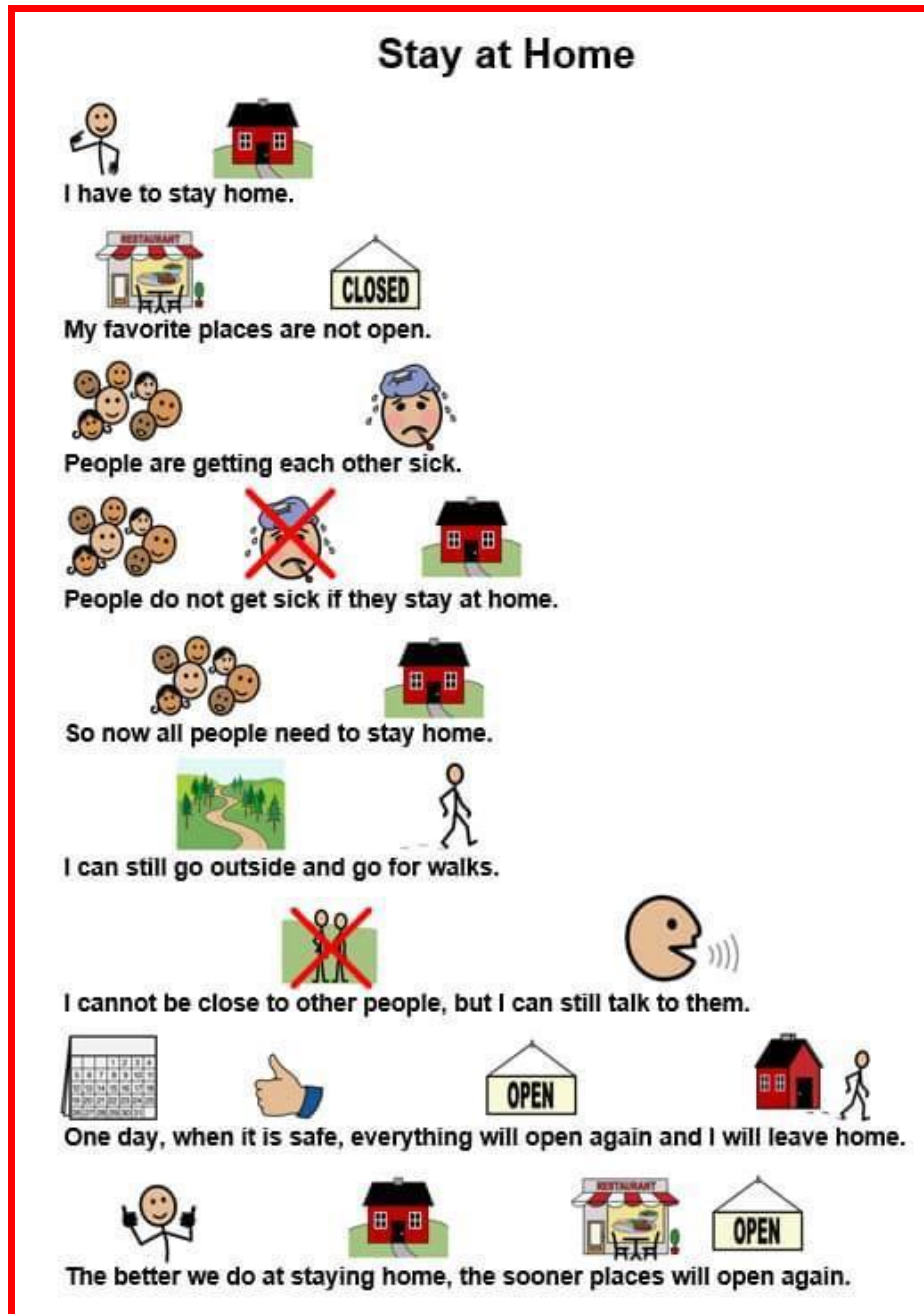 Stay at Home
I have to stay home.
RESTAURANT
CLOSED
My favorite places are not open.
People are getting each other sick.
People do not get sick if they stay at home.
So now all people need to stay home.
I can still go outside and go for walks.
I cannot be close to other people, but I can still talk to them.
OPEN
One day, when it is safe, everything will open again and I will leave home.
RESTAURANT
OPEN
The better we do at staying home, the sooner places will open again.